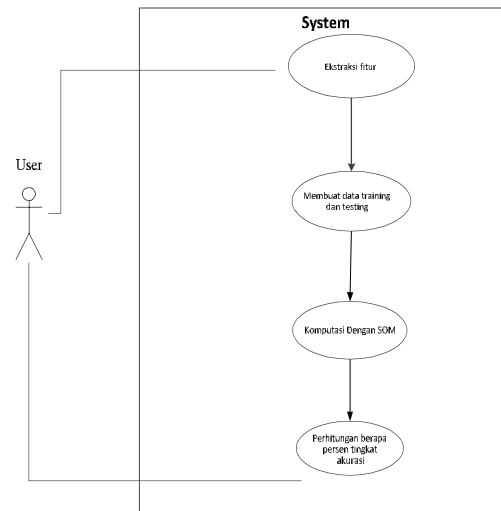 System
Ekstraksi fitur
User
Membuat data training
dan testing
Komputasi Dengan SOM
Perhitungan berapa
persen tingkat
akurasi